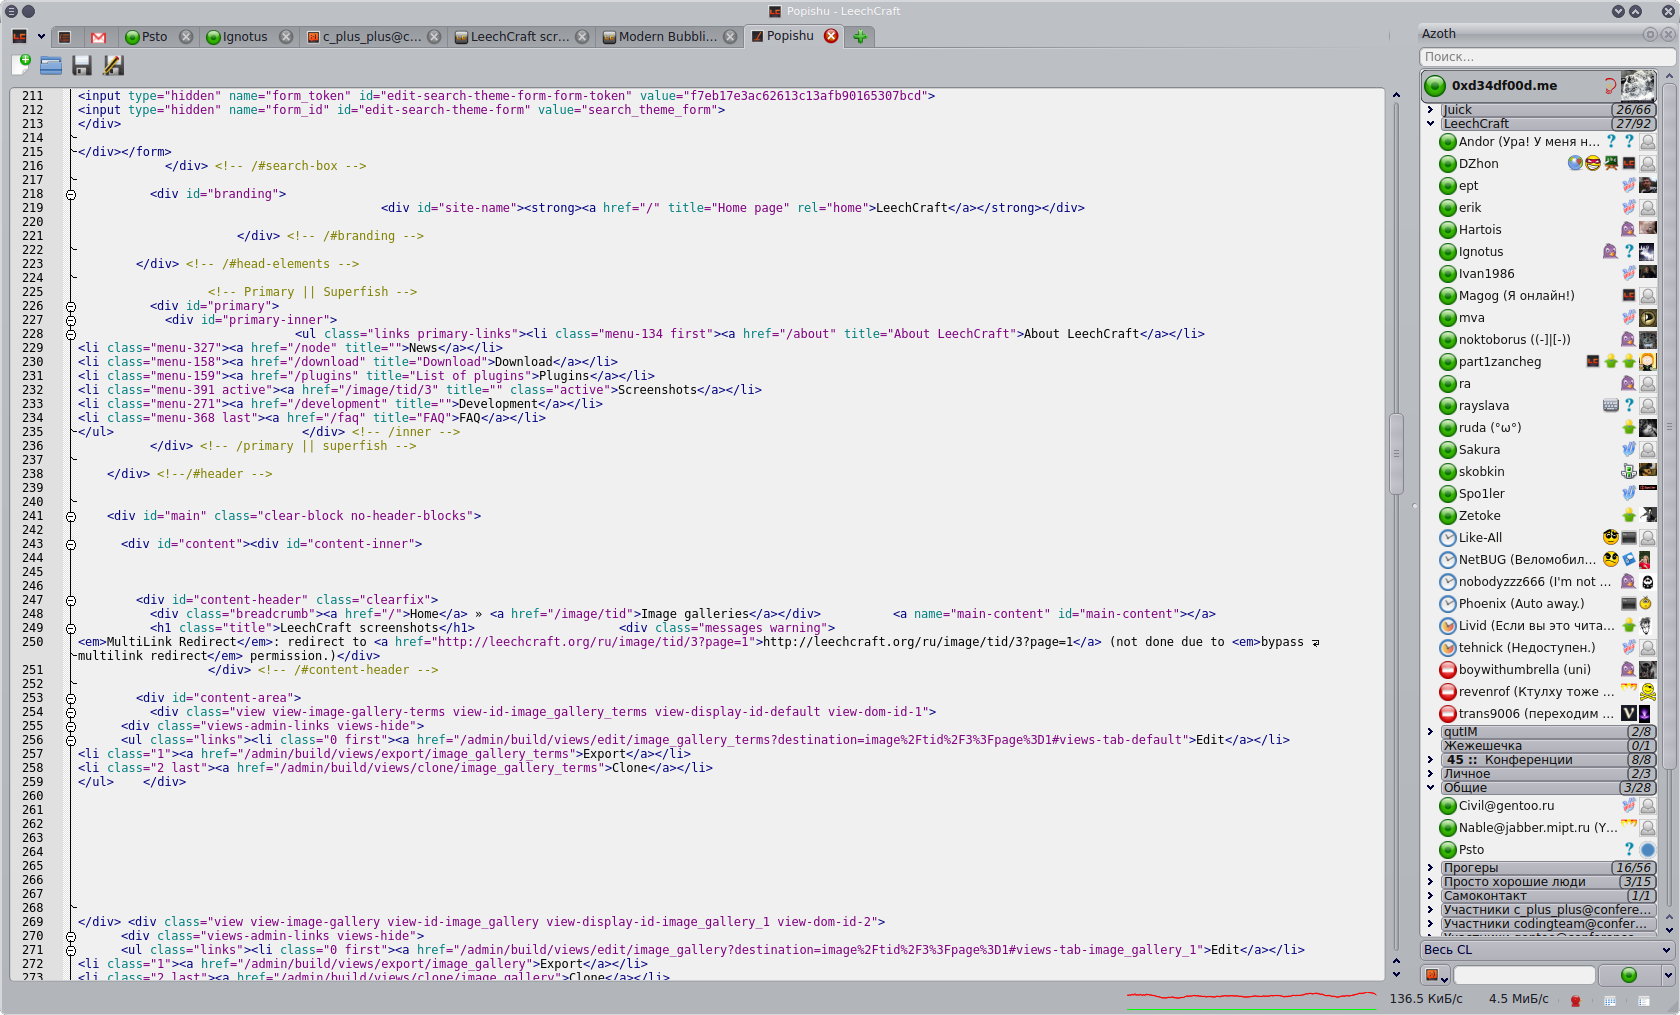 Popishu - LeechCraft
Psto
Ignotus
c_plus_plus@c...
LeechCraft scr...
Modern Bubbli...
Popishu
211 <input type="hidden" name="form_token" id="edit-search-theme-form-form-token" value="f7eb17e3ac62613c13afb90165307bcd">
212 <input type="hidden" name="form_id" id="edit-search-theme-form" value="search_theme_form">
213 </div>
214
215 </div></form>
216 </div> <!-- /#search-box -->
217
218 <div id="branding">
219 <div id="site-name"><strong><a href="/" title="Home page" rel="home">LeechCraft</a></strong></div>
220
221 </div> <!-- /#branding -->
222
223 </div> <!-- /#head-elements -->
224
225 <!-- Primary || Superfish -->
226 <div id="primary">
227 <div id="primary-inner">
228 <ul class="links primary-links"><li class="menu-134 first"><a href="/about" title="About LeechCraft">About LeechCraft</a></li>
229 <li class="menu-327"><a href="/node" title="">News</a></li>
230 <li class="menu-158"><a href="/download" title="Download">Download</a></li>
231 <li class="menu-159"><a href="/plugins" title="List of plugins">Plugins</a></li>
232 <li class="menu-391 active"><a href="/image/tid/3" title="" class="active">Screenshots</a></li>
233 <li class="menu-271"><a href="/development" title="">Development</a></li>
234 <li class="menu-368 last"><a href="/faq" title="FAQ">FAQ</a></li>
235 </ul> </div> <!-- /inner -->
236 </div> <!-- /primary || superfish -->
237
238 </div> <!--/#header -->
239
240
241 <div id="main" class="clear-block no-header-blocks">
242
243 <div id="content"><div id="content-inner">
244
245
246
247 <div id="content-header" class="clearfix">
248 <div class="breadcrumb"><a href="/">Home</a> » <a href="/image/tid">Image galleries</a></div> <a name="main-content" id="main-content"></a>
249 <h1 class="title">LeechCraft screenshots</h1> <div class="messages warning">
250 <em>MultiLink Redirect</em>: redirect to <a href="http://leechcraft.org/ru/image/tid/3?page=1">http://leechcraft.org/ru/image/tid/3?page=1</a> (not done due to <em>bypass
multilink redirect</em> permission.)</div>
251 </div> <!-- /#content-header -->
252
253 <div id="content-area">
254 <div class="view view-image-gallery-terms view-id-image_gallery_terms view-display-id-default view-dom-id-1">
255 <div class="views-admin-links views-hide">
256 <ul class="links"><li class="0 first"><a href="/admin/build/views/edit/image_gallery_terms?destination=image%2Ftid%2F3%3Fpage%3D1#views-tab-default">Edit</a></li>
257 <li class="1"><a href="/admin/build/views/export/image_gallery_terms">Export</a></li>
258 <li class="2 last"><a href="/admin/build/views/clone/image_gallery_terms">Clone</a></li>
259 </ul> </div>
260
261
262
263
264
265
266
267
268
269 </div> <div class="view view-image-gallery view-id-image_gallery view-display-id-image_gallery_1 view-dom-id-2">
270 <div class="views-admin-links views-hide">
271 <ul class="links"><li class="0 first"><a href="/admin/build/views/edit/image_gallery?destination=image%2Ftid%2F3%3Fpage%3D1#views-tab-image_gallery_1">Edit</a></li>
272 <li class="1"><a href="/admin/build/views/export/image_gallery">Export</a></li>
273 <li class="2 last"><a href="/admin/build/views/clone/image_gallery">Clone</a></li>
Azoth
Поиск...
0xd34df00d.me
Juick 26/66
LeechCraft 27/92
Andor (Ура! У меня н...
DZhon
ept
erik
Hartois
Ignotus
Ivan1986
Magog (Я онлайн!)
mva
noktoborus ((-]|[-))
part1zancheg
ra
rayslava
ruda (°ω°)
Sakura
skobkin
Spo1ler
Zetoke
Like-All
NetBUG (Веломобил...
nobodyzzz666 (I'm not ...
Phoenix (Auto away.)
Livid (Если вы это чита...
tehnick (Недоступен.)
boywithumbrella (uni)
revenrof (Ктулху тоже ...
trans9006 (переходим ...
qutIM 2/8
Жежешечка 0/1
45 :: Конференции 8/8
Личное 2/3
Общие 3/28
Civil@gentoo.ru
Nable@jabber.mipt.ru (Y...
Psto
Прогеры 16/56
Просто хорошие люди 3/15
Самоконтакт 1/1
Участники c_plus_plus@confere...
Участники codingteam@confer...
Весь CL
136.5 КиБ/с 4.5 МиБ/с